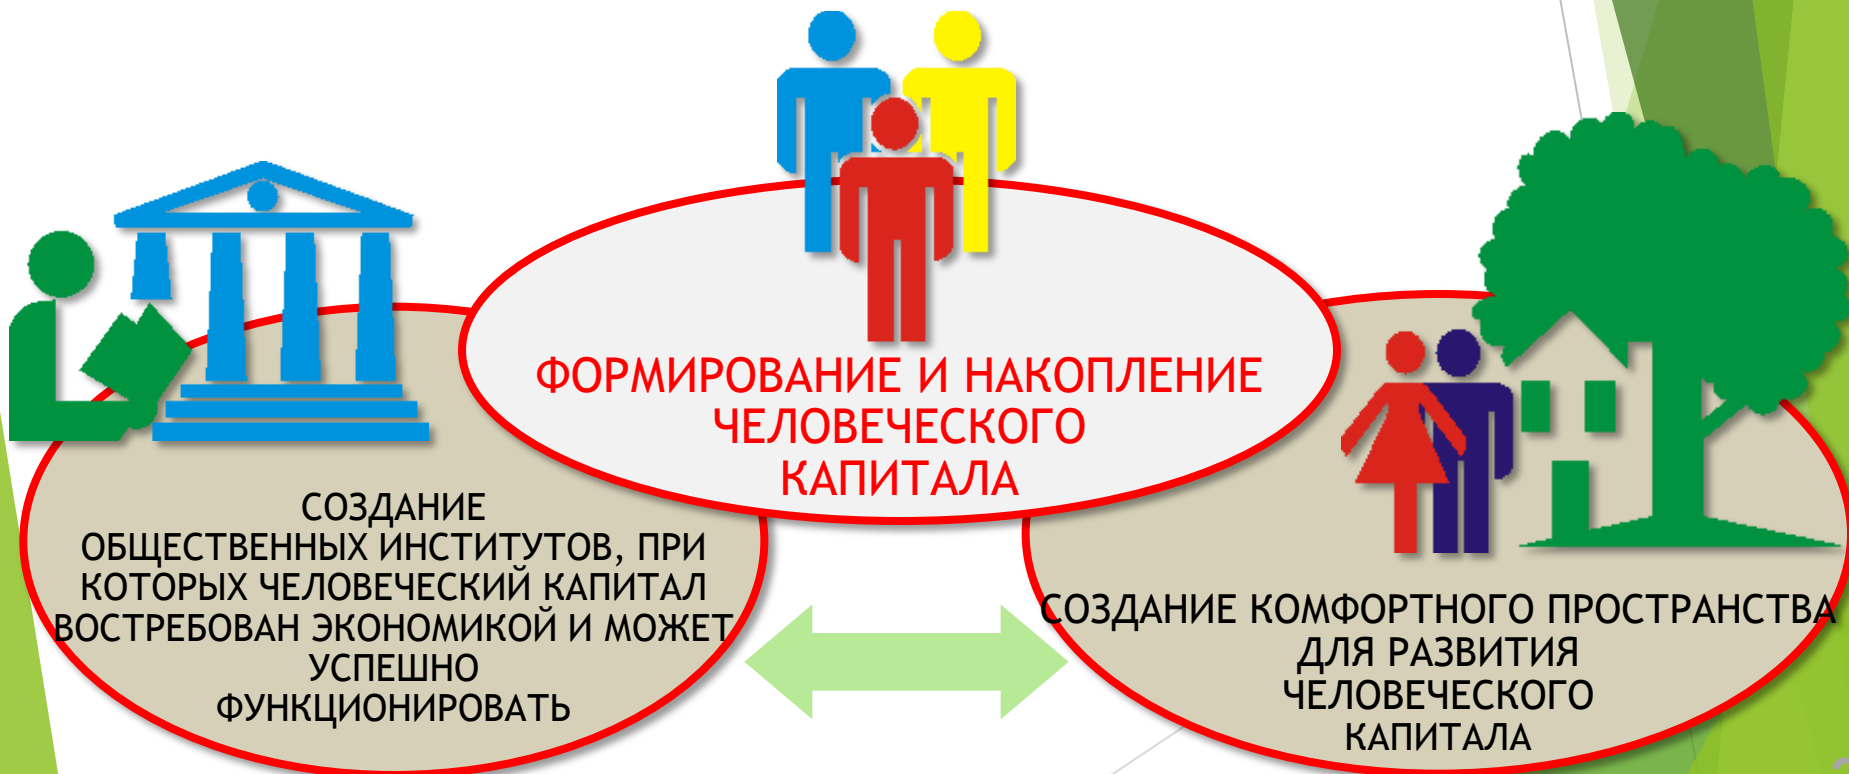 ФОРМИРОВАНИЕ И НАКОПЛЕНИЕ
ЧЕЛОВЕЧЕСКОГО
КАПИТАЛА
СОЗДАНИЕ
ОБЩЕСТВЕННЫХ ИНСТИТУТОВ, ПРИ
КОТОРЫХ ЧЕЛОВЕЧЕСКИЙ КАПИТАЛ
ВОСТРЕБОВАН ЭКОНОМИКОЙ И МОЖЕТ
УСПЕШНО
ФУНКЦИОНИРОВАТЬ
СОЗДАНИЕ КОМФОРТНОГО ПРОСТРАНСТВА
ДЛЯ РАЗВИТИЯ
ЧЕЛОВЕЧЕСКОГО
КАПИТАЛА